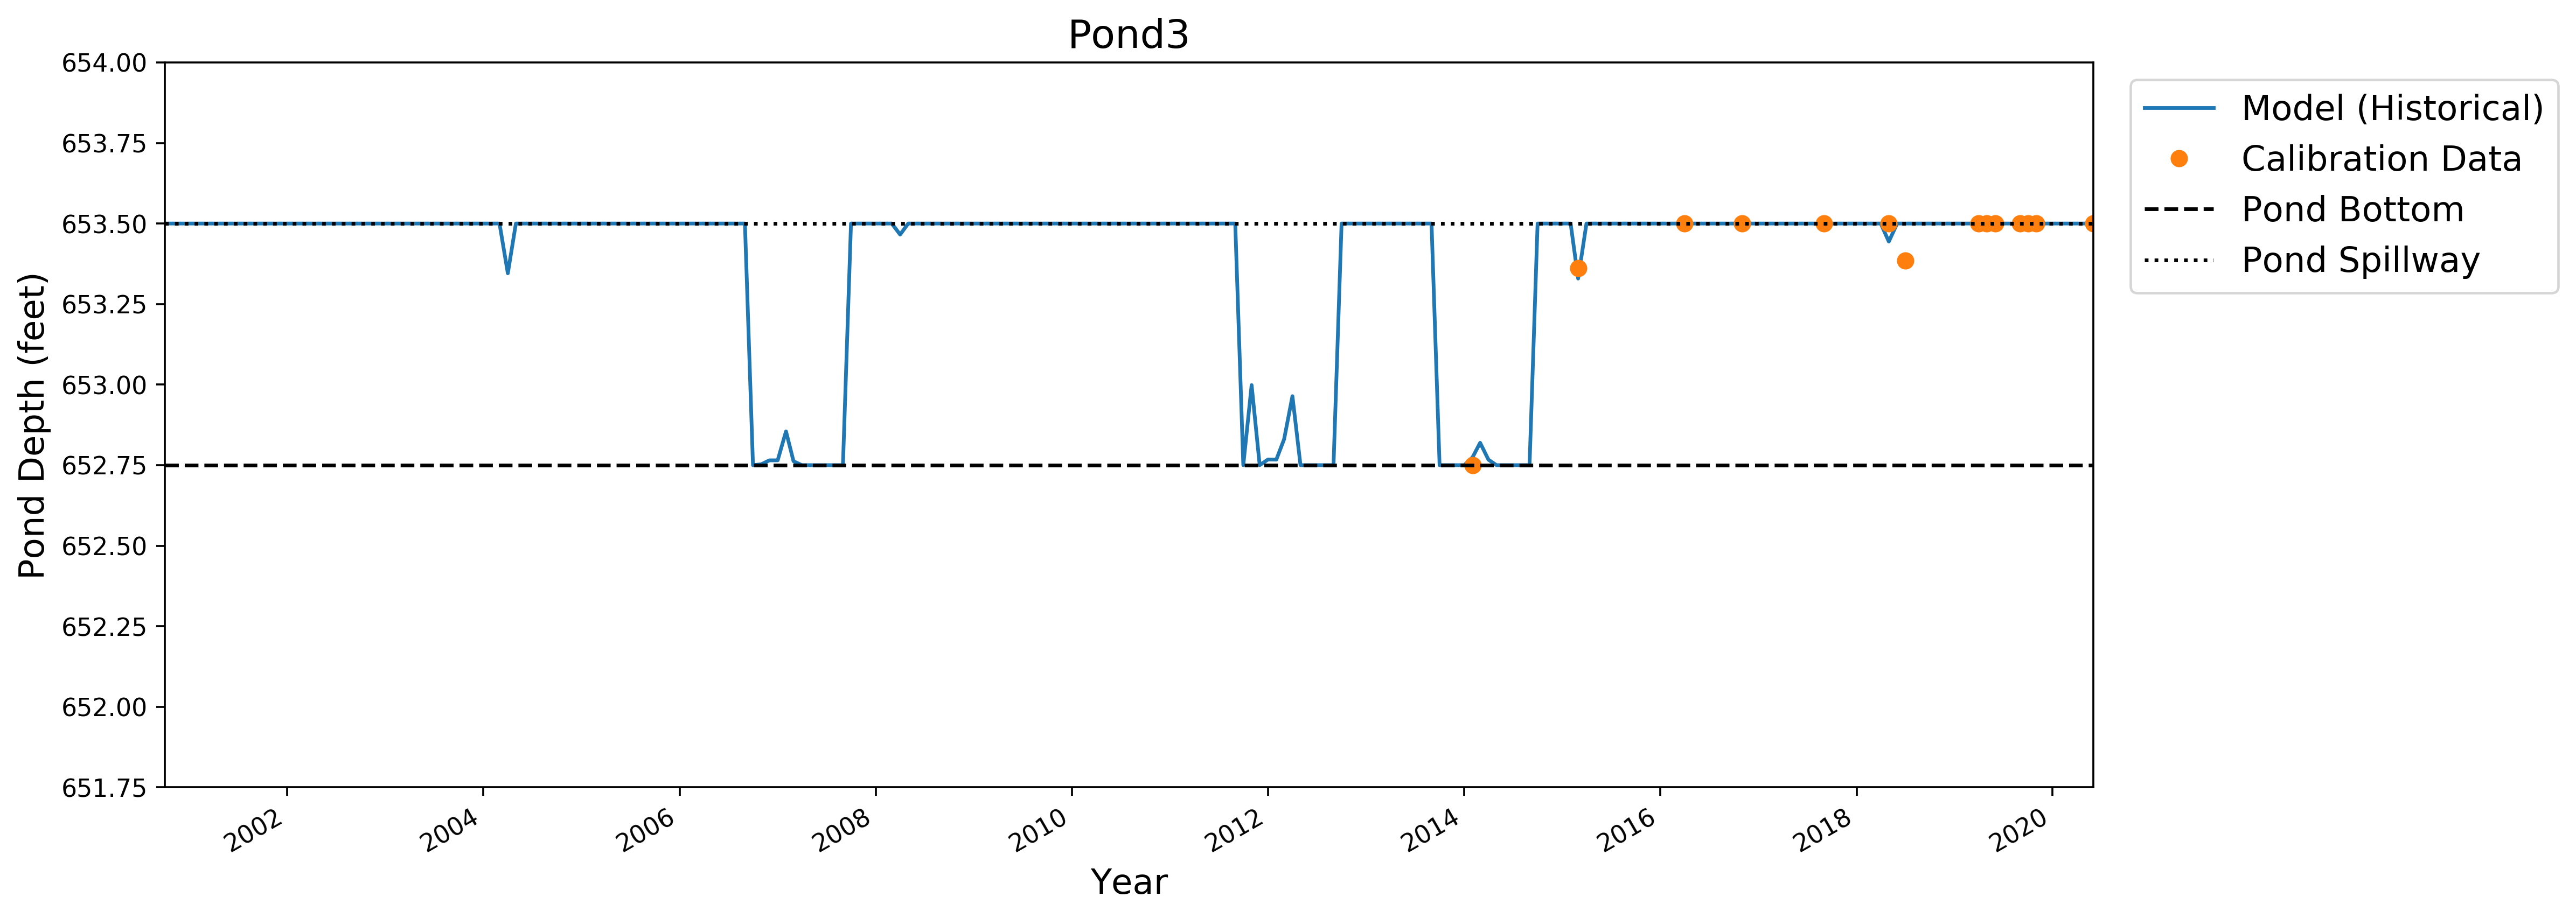 Pond3
654.00
653.75
653.50
653.25
653.00
652.75
652.50
652.25
652.00
651.75
Pond Depth (feet)
2002
2004
2006
2008
2010
2012
2014
2016
2018
2020
Year
Model (Historical)
Calibration Data
Pond Bottom
Pond Spillway